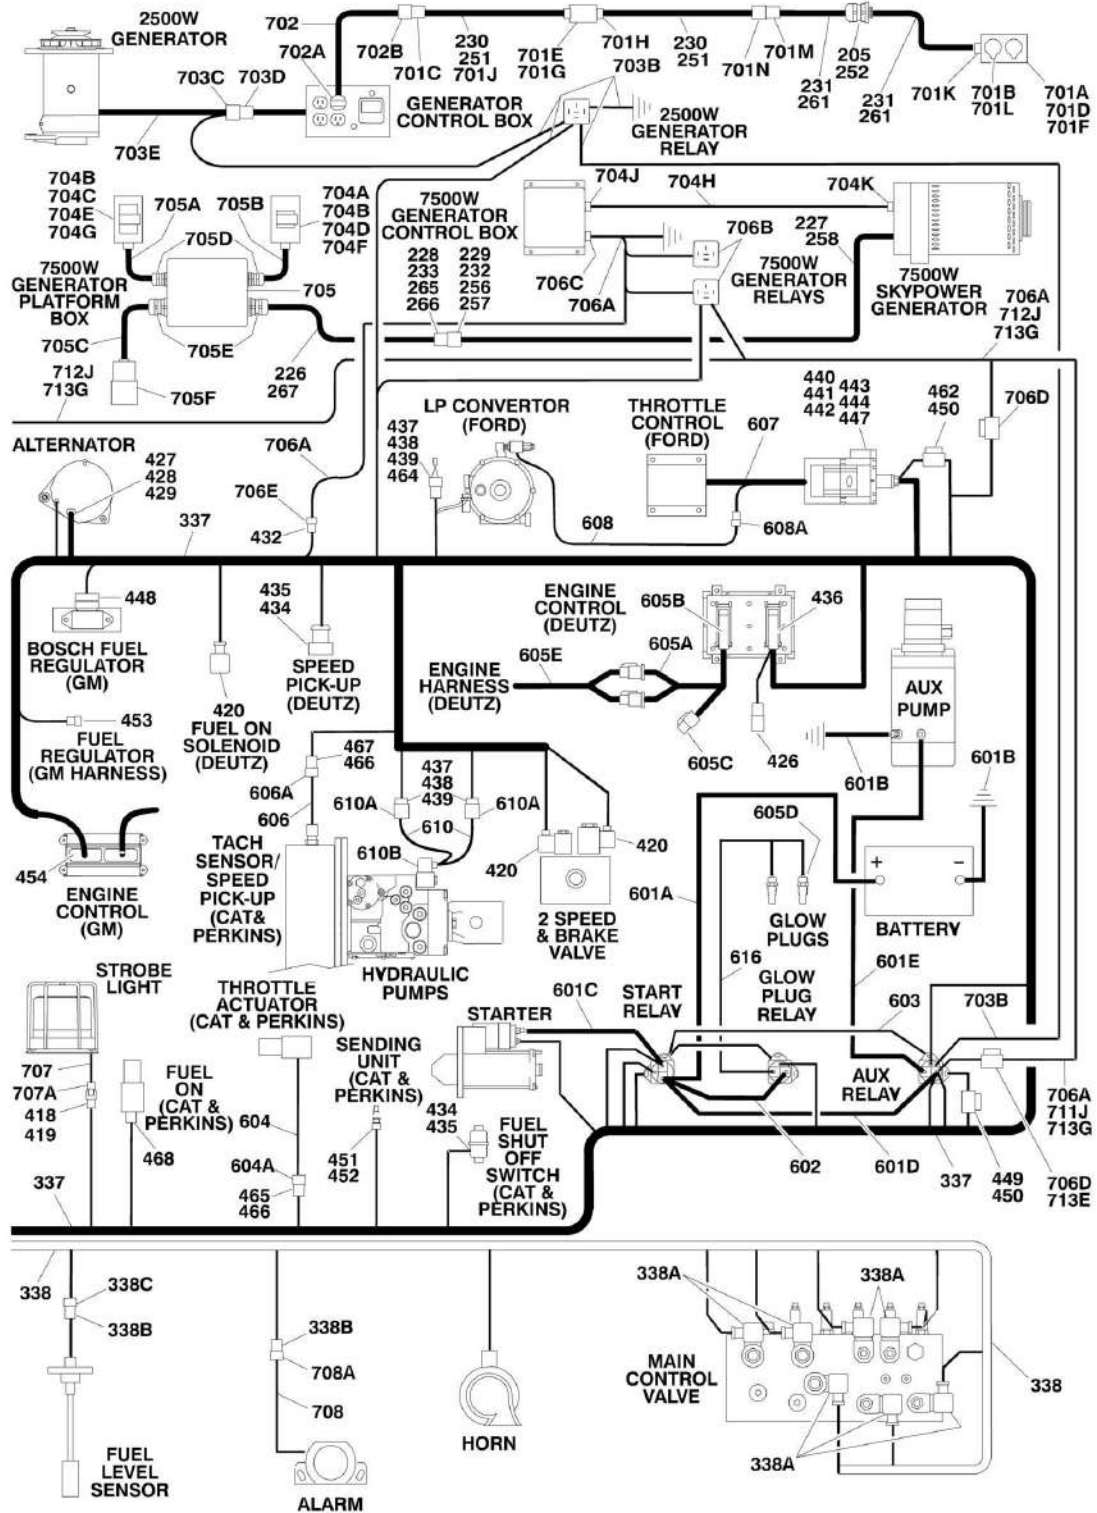 702
2500W
GENERATOR
702A
702B
701C
230
251
701J
701E
701G
701H
230
251
703B
701N
701M
231
261
205
252
231
261
701K
701B
701L
701A
701D
701F
703C
703D
703E
GENERATOR
CONTROL BOX
2500W
GENERATOR
RELAY
704B
704C
704E
704G
705A
705B
704A
704B
704D
704F
705D
7500W
GENERATOR
PLATFORM
BOX
705
705C
705E
712J
713G
705F
226
267
7500W
GENERATOR
CONTROL BOX
228
233
265
266
229
232
256
257
704J
704H
704K
706B
706C
706A
7500W
GENERATOR
RELAYS
227
258
7500W
SKYPOWER
GENERATOR
706A
712J
713G
ALTERNATOR
427
428
429
706A
706E
432
337
LP CONVERTOR
(FORD)
437
438
439
464
THROTTLE
CONTROL
(FORD)
607
440
441
442
443
444
447
462
450
706D
608
608A
448
BOSCH FUEL
REGULATOR
(GM)
435
434
SPEED
PICK-UP
(DEUTZ)
420
FUEL ON
SOLENOID
(DEUTZ)
453
FUEL
REGULATOR
(GM HARNESS)
ENGINE
CONTROL
(DEUTZ)
605B
436
605A
605E
ENGINE
HARNESS
(DEUTZ)
605C
426
AUX
PUMP
601B
601B
467
466
606A
606
437
438
439
610A
610A
610
610B
420
420
605D
454
ENGINE
CONTROL
(GM)
TACH
SENSOR/
SPEED
PICK-UP
(CAT&
PERKINS)
HYDRAULIC
PUMPS
2 SPEED
& BRAKE
VALVE
601A
GLOW
PLUGS
+
-
BATTERY
STROBE
LIGHT
THROTTLE
ACTUATOR
(CAT & PERKINS)
STARTER
601C
START
RELAY
616
GLOW
PLUG
RELAY
601E
603
703B
707
707A
418
419
FUEL
ON
(CAT &
PERKINS)
468
604
604A
465
466
SENDING
UNIT
(CAT &
PERKINS)
451
452
434
435
FUEL
SHUT
OFF
SWITCH
(CAT &
PERKINS)
AUX
RELAY
602
601D
337
449
450
706A
711J
713G
706D
713E
337
338
338C
338B
FUEL
LEVEL
SENSOR
338B
708A
708
ALARM
HORN
338A
338A
MAIN
CONTROL
VALVE
338A
338